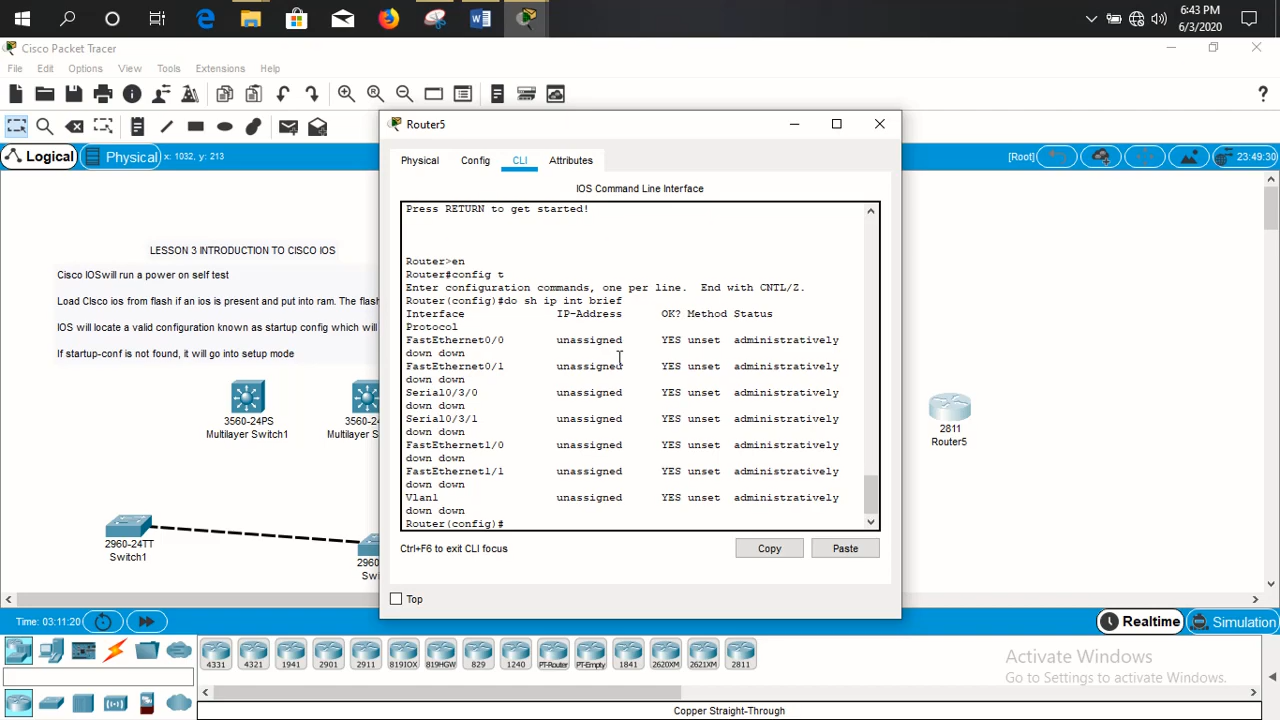 6:43 PM
6/3/2020
Cisco Packet Tracer
File Edit Options View Tools Extensions Help
Logical
Physical x: 1032, y: 213
[Root]
23:49:30
LESSON 3 INTRODUCTION TO CISCO IOS
Cisco IOSwill run a power on self test
Load CIsco ios from flash if an ios is present and put into ram. The flash
IOS will locate a valid configuration known as startup config which will
If startup-conf is not found, it will go into setup mode
3560-24PS
Multilayer Switch1
3560-24
Multilayer Sw
2960-24TT
Switch1
2960
Swi
Router5
Physical Config CLI Attributes
IOS Command Line Interface
Press RETURN to get started!
Router>en
Router#config t
Enter configuration commands, one per line. End with CNTL/Z.
Router(config)#do sh ip int brief
Interface IP-Address OK? Method Status
Protocol
FastEthernet0/0 unassigned YES unset administratively
down down
FastEthernet0/1 unassigned YES unset administratively
down down
Serial0/3/0 unassigned YES unset administratively
down down
Serial0/3/1 unassigned YES unset administratively
down down
FastEthernet1/0 unassigned YES unset administratively
down down
FastEthernet1/1 unassigned YES unset administratively
down down
Vlan1 unassigned YES unset administratively
down down
Router(config)#
Ctrl+F6 to exit CLI focus
Copy
Paste
Top
2811
Router5
Time: 03:11:20
Realtime
Simulation
4331 4321 1941 2901 2911 819IOX 819HGW 829 1240 PT-Router PT-Empty 1841 2620XM 2621XM 2811
Activate Windows
Go to Settings to activate Windows.
Copper Straight-Through